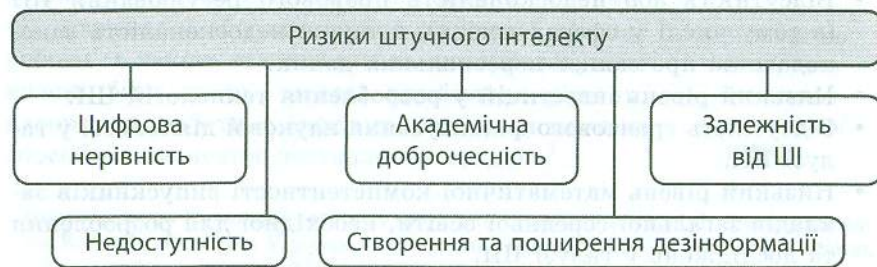 Ризики штучного інтелекту
Цифрова
нерівність
Академічна
доброчесність
Залежність
від ШІ
Недоступність
Створення та поширення дезінформації